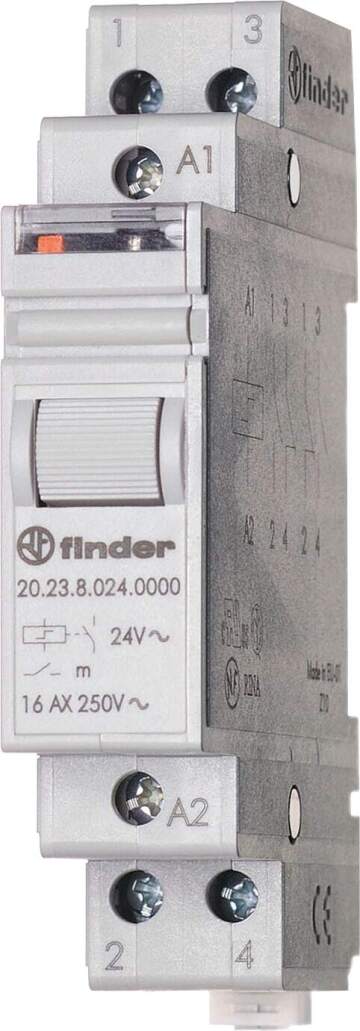 1 3
finder
A1
A1 1 3 1 3
A2 2 4 2 4
finder
20.23.8.024.0000
24V~
m
16 AX 250V~
RINA
A2
2 4
CE